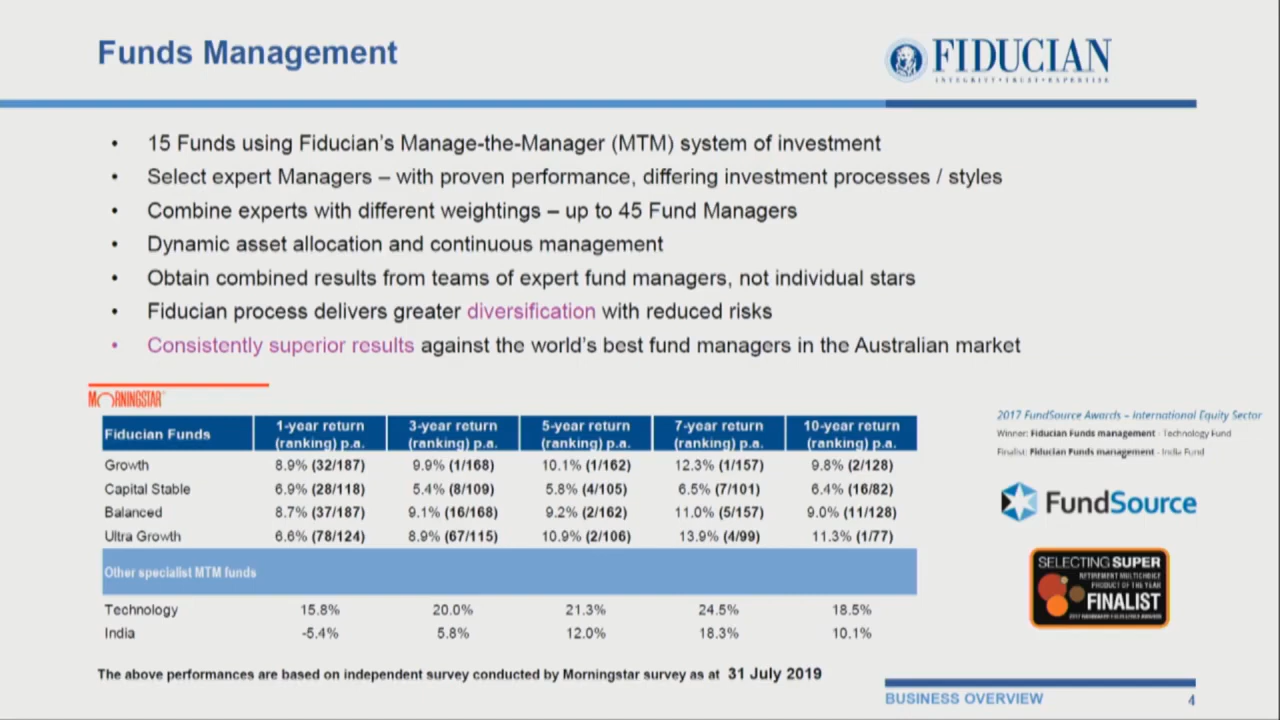 Funds Management
FIDUCIAN
INTEGRITY • TRUST • EXPERTISE
• 15 Funds using Fiducian's Manage-the-Manager (MTM) system of investment
• Select expert Managers – with proven performance, differing investment processes / styles
• Combine experts with different weightings – up to 45 Fund Managers
• Dynamic asset allocation and continuous management
• Obtain combined results from teams of expert fund managers, not individual stars
• Fiducian process delivers greater diversification with reduced risks
• Consistently superior results against the world's best fund managers in the Australian market
MORNINGSTAR
Fiducian Funds 1-year return (ranking) p.a. 3-year return (ranking) p.a. 5-year return (ranking) p.a. 7-year return (ranking) p.a. 10-year return (ranking) p.a.
Growth 8.9% (32/187) 9.9% (1/168) 10.1% (1/162) 12.3% (1/157) 9.8% (2/128)
Capital Stable 6.9% (28/118) 5.4% (8/109) 5.8% (4/105) 6.5% (7/101) 6.4% (16/82)
Balanced 8.7% (37/187) 9.1% (16/168) 9.2% (2/162) 11.0% (5/157) 9.0% (11/128)
Ultra Growth 6.6% (78/124) 8.9% (67/115) 10.9% (2/106) 13.9% (4/99) 11.3% (1/77)
Other specialist MTM funds
Technology 15.8% 20.0% 21.3% 24.5% 18.5%
India -5.4% 5.8% 12.0% 18.3% 10.1%
The above performances are based on independent survey conducted by Morningstar survey as at 31 July 2019
2017 FundSource Awards – International Equity Sector
Winner: Fiducian Funds management - Technology Fund
Finalist: Fiducian Funds management - India Fund
FundSource
SELECTING SUPER
RETIREMENT MULTICHOICE
PRODUCT OF THE YEAR
FINALIST
BUSINESS OVERVIEW
4